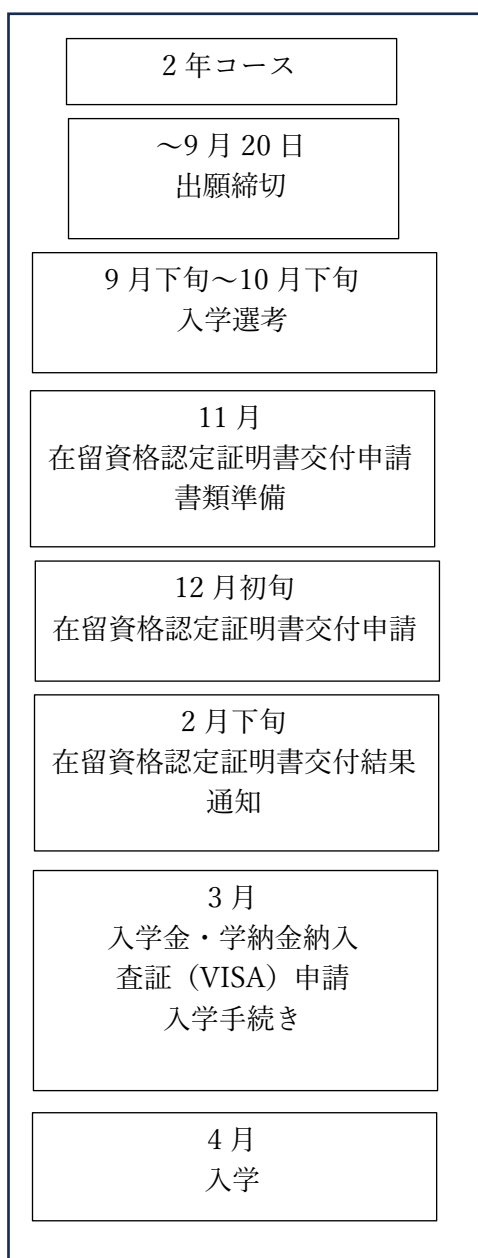 2 年コース
～9 月 20 日
出願締切
9 月下旬～10 月下旬
入学選考
11 月
在留資格認定証明書交付申請
書類準備
12 月初旬
在留資格認定証明書交付申請
2 月下旬
在留資格認定証明書交付結果
通知
3 月
入学金・学納金納入
査証（VISA）申請
入学手続き
4 月
入学